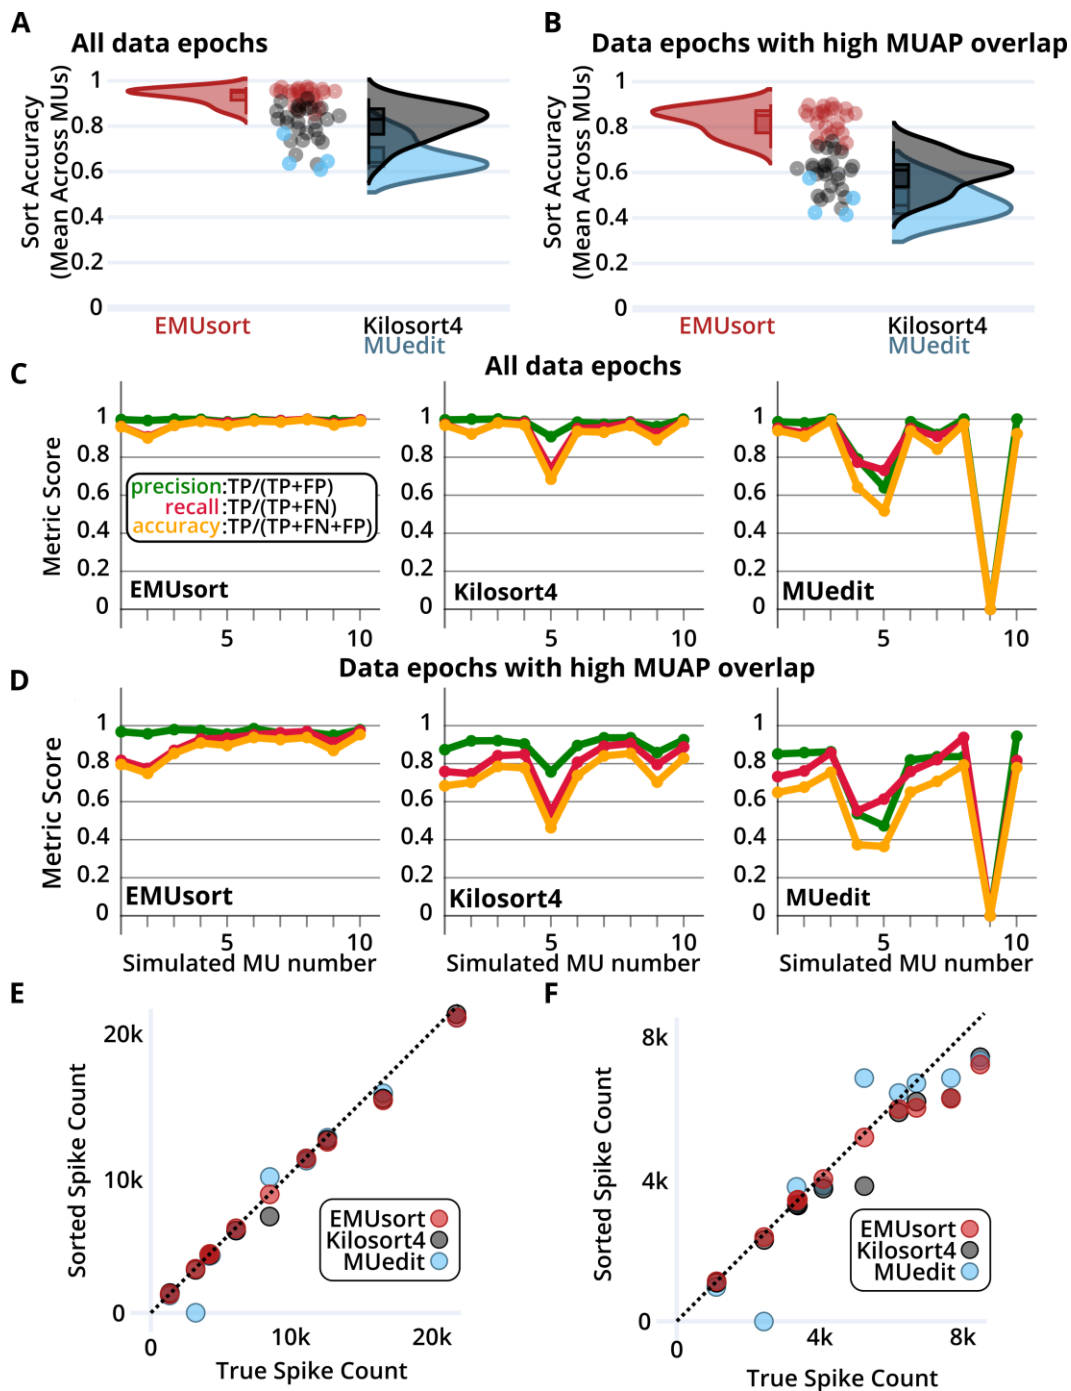 A
All data epochs
Sort Accuracy
(Mean Across MUs)
1
0.8
0.6
0.4
0.2
0
EMUsort
Kilosort4
MUedit
B
Data epochs with high MUAP overlap
Sort Accuracy
(Mean Across MUs)
1
0.8
0.6
0.4
0.2
0
EMUsort
Kilosort4
MUedit
C
All data epochs
Metric Score
1
0.8
0.6
0.4
0.2
0
precision:TP/(TP+FP)
recall:TP/(TP+FN)
accuracy:TP/(TP+FN+FP)
EMUsort
5
10
1
0.8
0.6
0.4
0.2
0
Kilosort4
5
10
1
0.8
0.6
0.4
0.2
0
MUedit
5
10
D
Data epochs with high MUAP overlap
Metric Score
1
0.8
0.6
0.4
0.2
0
EMUsort
5
10
Simulated MU number
1
0.8
0.6
0.4
0.2
0
Kilosort4
5
10
Simulated MU number
1
0.8
0.6
0.4
0.2
0
MUedit
5
10
Simulated MU number
E
Sorted Spike Count
20k
10k
0
EMUsort
Kilosort4
MUedit
0
10k
20k
True Spike Count
F
Sorted Spike Count
8k
4k
0
EMUsort
Kilosort4
MUedit
0
4k
8k
True Spike Count